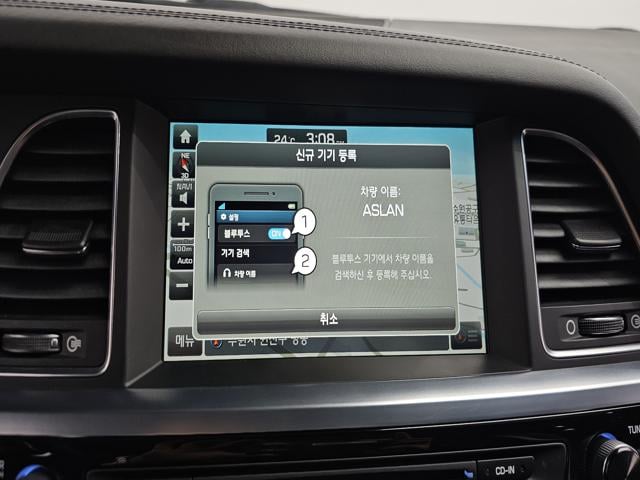 24°C 3:08
신규 기기 등록
NE
3D
NAVI
100m
Auto
설정
블루투스 ON
1
기기 검색
2
차량 이름
차량 이름:
ASLAN
블루투스 기기에서 차량 이름을
검색하신 후 등록해 주십시오.
취소
메뉴
CD-IN
TUN